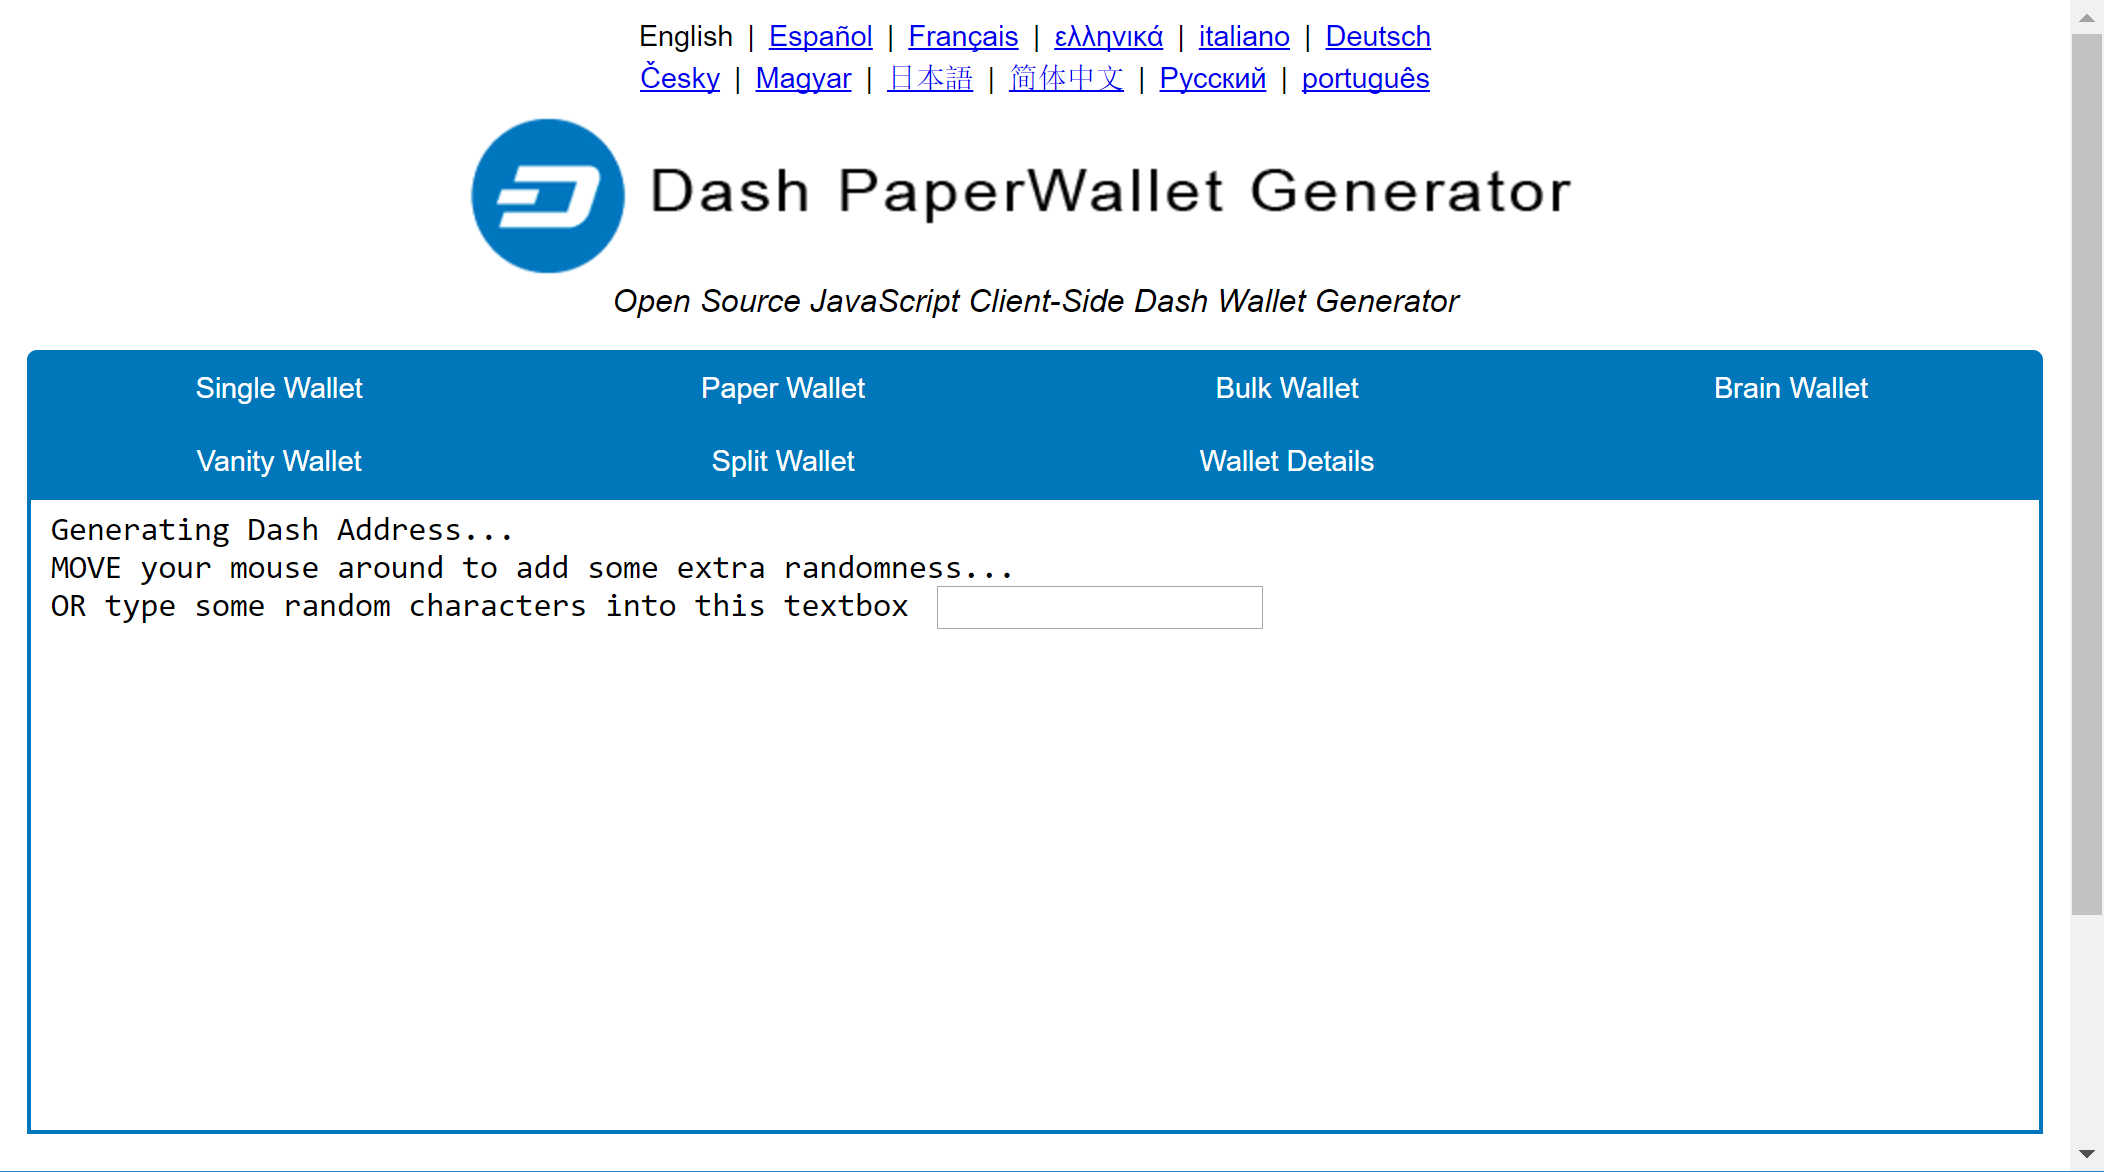 English | Español | Français | ελληνικά | italiano | Deutsch
Česky | Magyar | 日本語 | 简体中文 | Русский | português
Dash PaperWallet Generator
Open Source JavaScript Client-Side Dash Wallet Generator
Single Wallet Paper Wallet Bulk Wallet Brain Wallet
Vanity Wallet Split Wallet Wallet Details
Generating Dash Address...
MOVE your mouse around to add some extra randomness...
OR type some random characters into this textbox